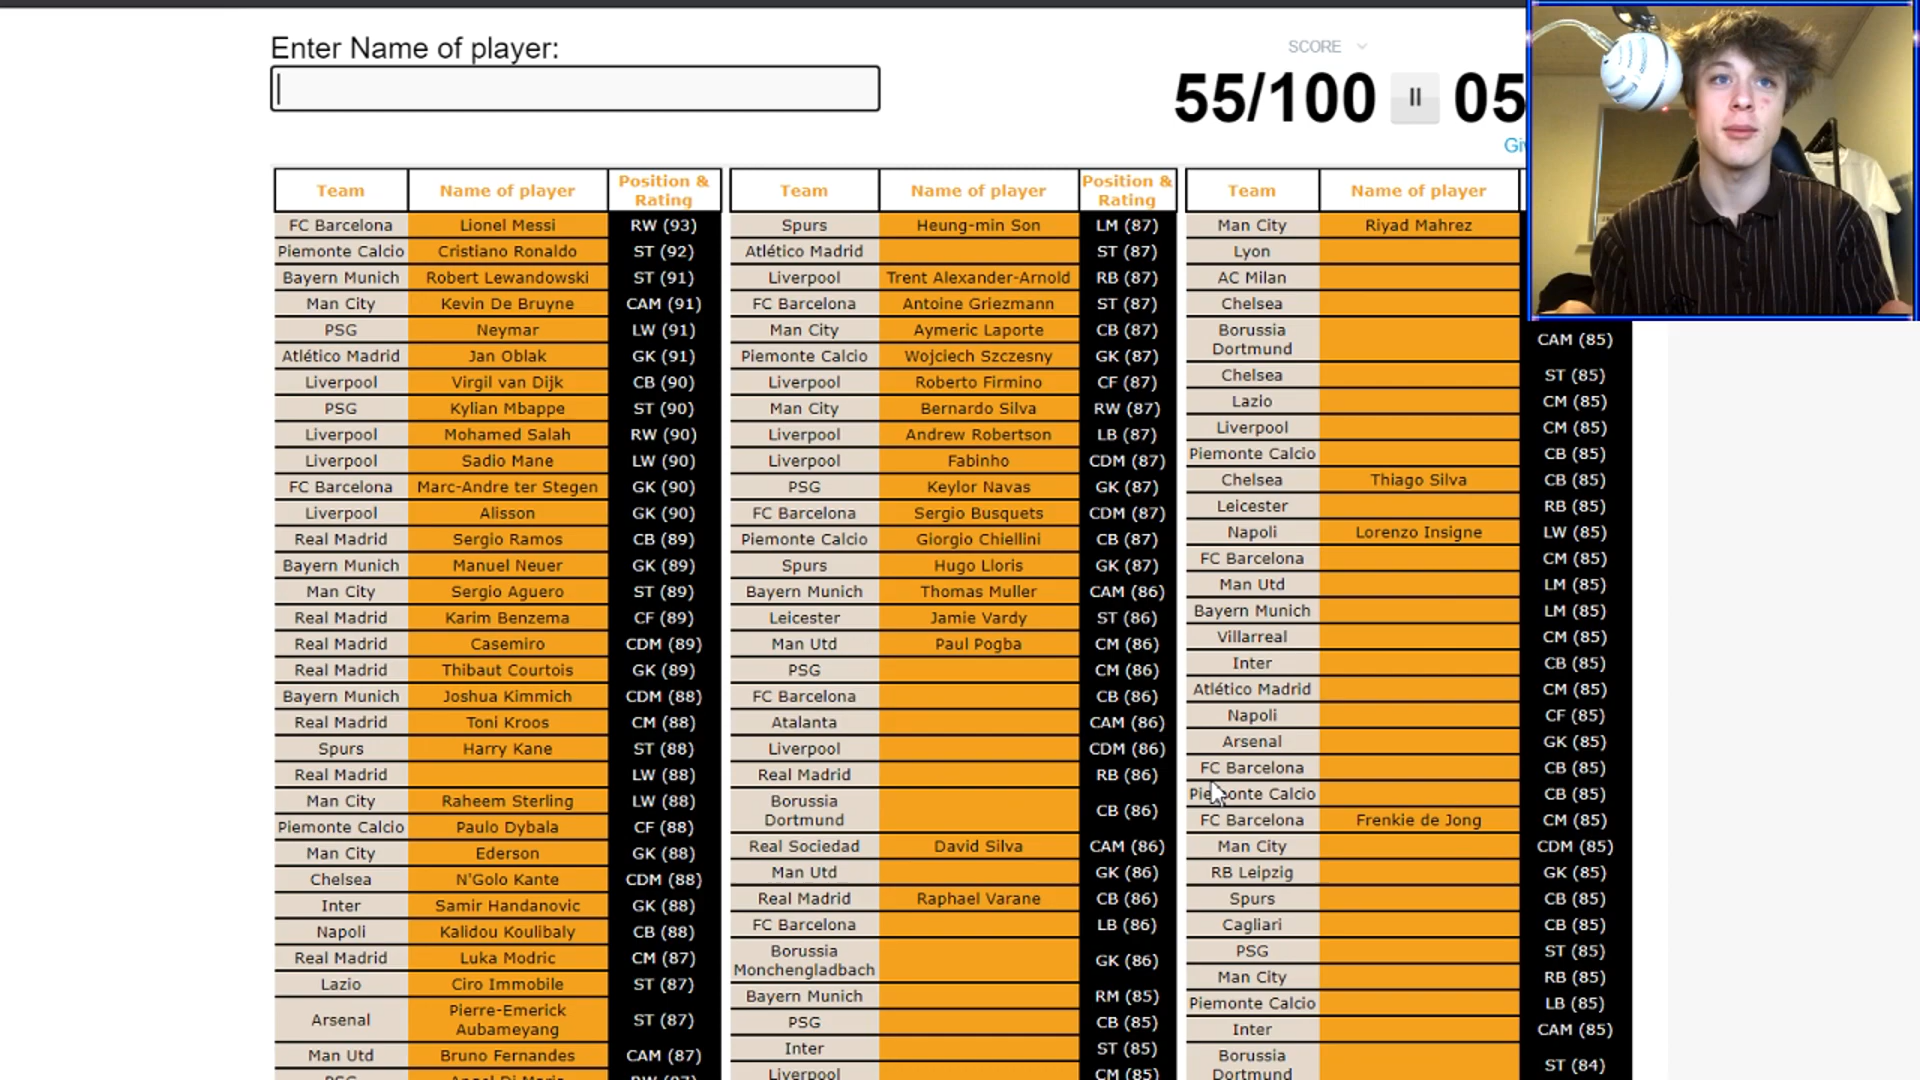 Enter Name of player:
SCORE
55/100
05
Team Name of player Position & Rating
FC Barcelona Lionel Messi RW (93)
Piemonte Calcio Cristiano Ronaldo ST (92)
Bayern Munich Robert Lewandowski ST (91)
Man City Kevin De Bruyne CAM (91)
PSG Neymar LW (91)
Atlético Madrid Jan Oblak GK (91)
Liverpool Virgil van Dijk CB (90)
PSG Kylian Mbappe ST (90)
Liverpool Mohamed Salah RW (90)
Liverpool Sadio Mane LW (90)
FC Barcelona Marc-Andre ter Stegen GK (90)
Liverpool Alisson GK (90)
Real Madrid Sergio Ramos CB (89)
Bayern Munich Manuel Neuer GK (89)
Man City Sergio Aguero ST (89)
Real Madrid Karim Benzema CF (89)
Real Madrid Casemiro CDM (89)
Real Madrid Thibaut Courtois GK (89)
Bayern Munich Joshua Kimmich CDM (88)
Real Madrid Toni Kroos CM (88)
Spurs Harry Kane ST (88)
Real Madrid LW (88)
Man City Raheem Sterling LW (88)
Piemonte Calcio Paulo Dybala CF (88)
Man City Ederson GK (88)
Chelsea N'Golo Kante CDM (88)
Inter Samir Handanovic GK (88)
Napoli Kalidou Koulibaly CB (88)
Real Madrid Luka Modric CM (87)
Lazio Ciro Immobile ST (87)
Arsenal Pierre-Emerick Aubameyang ST (87)
Man Utd Bruno Fernandes CAM (87)
Team Name of player Position & Rating
Spurs Heung-min Son LM (87)
Atlético Madrid ST (87)
Liverpool Trent Alexander-Arnold RB (87)
FC Barcelona Antoine Griezmann ST (87)
Man City Aymeric Laporte CB (87)
Piemonte Calcio Wojciech Szczesny GK (87)
Liverpool Roberto Firmino CF (87)
Man City Bernardo Silva RW (87)
Liverpool Andrew Robertson LB (87)
Liverpool Fabinho CDM (87)
PSG Keylor Navas GK (87)
FC Barcelona Sergio Busquets CDM (87)
Piemonte Calcio Giorgio Chiellini CB (87)
Spurs Hugo Lloris GK (87)
Bayern Munich Thomas Muller CAM (86)
Leicester Jamie Vardy ST (86)
Man Utd Paul Pogba CM (86)
PSG CM (86)
FC Barcelona CB (86)
Atalanta CAM (86)
Liverpool CDM (86)
Real Madrid RB (86)
Borussia Dortmund CB (86)
Real Sociedad David Silva CAM (86)
Man Utd GK (86)
Real Madrid Raphael Varane CB (86)
FC Barcelona LB (86)
Borussia Monchengladbach GK (86)
Bayern Munich RM (85)
PSG CB (85)
Inter ST (85)
Liverpool CM (85)
Team Name of player
Man City Riyad Mahrez
Lyon
AC Milan
Chelsea
Borussia Dortmund CAM (85)
Chelsea ST (85)
Lazio CM (85)
Liverpool CM (85)
Piemonte Calcio CB (85)
Chelsea Thiago Silva CB (85)
Leicester RB (85)
Napoli Lorenzo Insigne LW (85)
FC Barcelona CM (85)
Man Utd LM (85)
Bayern Munich LM (85)
Villarreal CM (85)
Inter CB (85)
Atlético Madrid CM (85)
Napoli CF (85)
Arsenal GK (85)
FC Barcelona CB (85)
Piemonte Calcio CB (85)
FC Barcelona Frenkie de Jong CM (85)
Man City CDM (85)
RB Leipzig GK (85)
Spurs CB (85)
Cagliari CB (85)
PSG ST (85)
Man City RB (85)
Piemonte Calcio LB (85)
Inter CAM (85)
Borussia Dortmund ST (84)